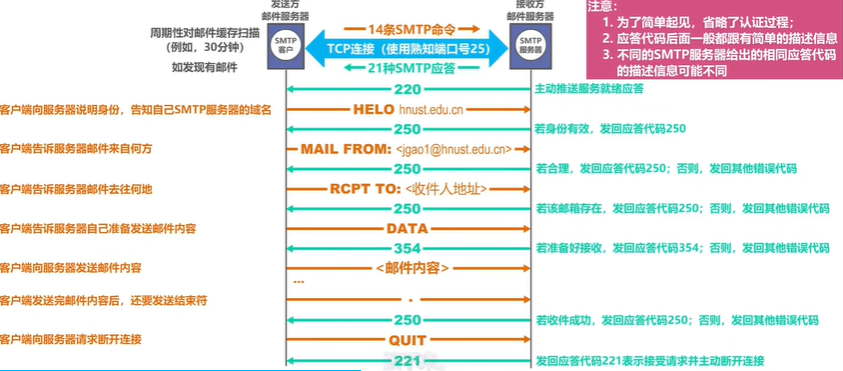 发送方
邮件服务器
接收方
邮件服务器
注意：
1. 为了简单起见，省略了认证过程；
2. 应答代码后面一般都跟有简单的描述信息
3. 不同的SMTP服务器给出的相同应答代码
的描述信息可能不同
周期性对邮件缓存扫描
（例如，30分钟）
如发现有邮件
SMTP
客户
14条SMTP命令
TCP连接（使用熟知端口号25）
21种SMTP应答
SMTP
服务器
220
主动推送服务就绪应答
客户端向服务器说明身份，告知自己SMTP服务器的域名
HELO hnust.edu.cn
250
若身份有效，发回应答代码250
客户端告诉服务器邮件来自何方
MAIL FROM: <jgao1@hnust.edu.cn>
250
若合理，发回应答代码250；否则，发回其他错误代码
客户端告诉服务器邮件去往何地
RCPT TO: <收件人地址>
250
若该邮箱存在，发回应答代码250；否则，发回其他错误代码
客户端告诉服务器自己准备发送邮件内容
DATA
354
若准备好接收，发回应答代码354；否则，发回其他错误代码
客户端向服务器发送邮件内容
<邮件内容>
...
客户端发送完邮件内容后，还要发送结束符
.
250
若收件成功，发回应答代码250；否则，发回其他错误代码
客户端向服务器请求断开连接
QUIT
221
发回应答代码221表示接受请求并主动断开连接